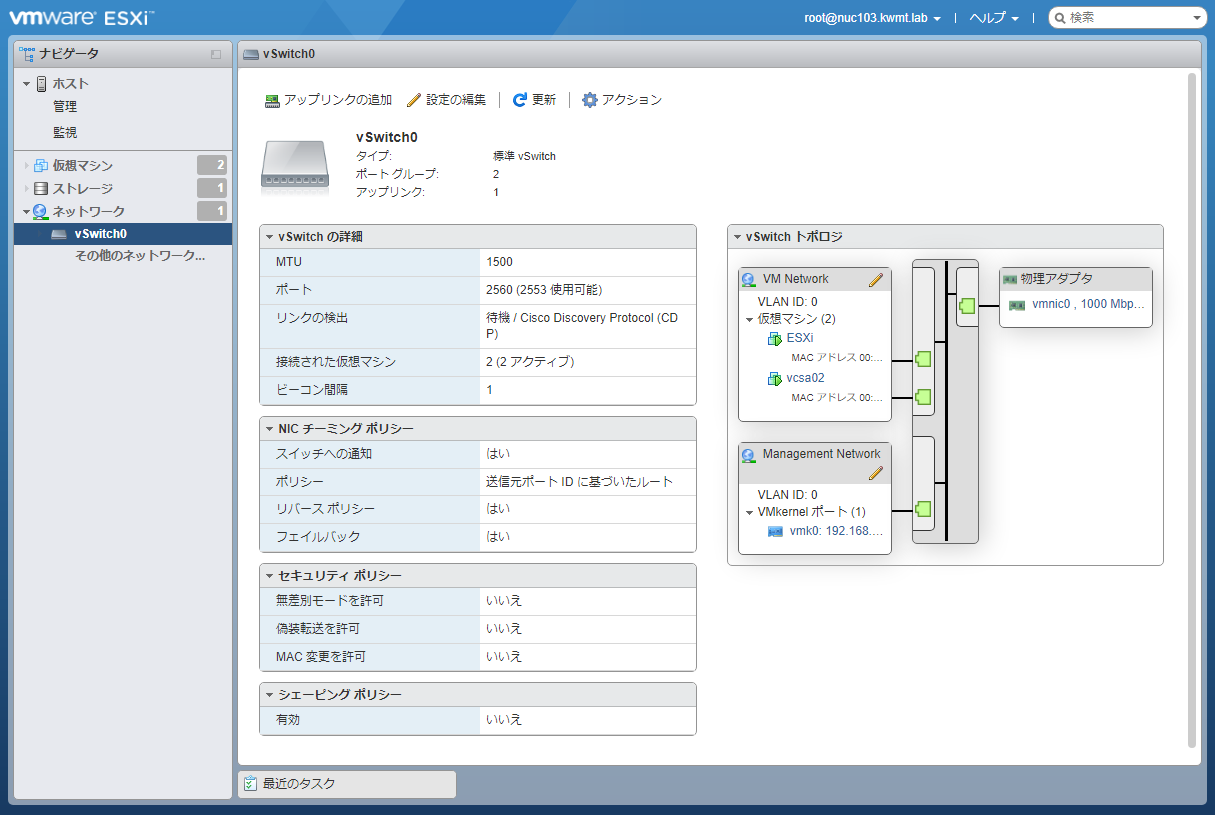 vmware ESXi™
root@nuc103.kwmt.lab
ヘルプ
検索
ナビゲータ
ホスト
管理
監視
仮想マシン 2
ストレージ 1
ネットワーク 1
vSwitch0
その他のネットワーク...
vSwitch0
アップリンクの追加 設定の編集 更新 アクション
vSwitch0
タイプ: 標準 vSwitch
ポート グループ: 2
アップリンク: 1
vSwitch の詳細
MTU 1500
ポート 2560 (2553 使用可能)
リンクの検出 待機 / Cisco Discovery Protocol (CD
P)
接続された仮想マシン 2 (2 アクティブ)
ビーコン間隔 1
NIC チーミング ポリシー
スイッチへの通知 はい
ポリシー 送信元ポート ID に基づいたルート
リバース ポリシー はい
フェイルバック はい
セキュリティ ポリシー
無差別モードを許可 いいえ
偽装転送を許可 いいえ
MAC 変更を許可 いいえ
シェーピング ポリシー
有効 いいえ
vSwitch トポロジ
VM Network
VLAN ID: 0
仮想マシン (2)
ESXi
MAC アドレス 00:...
vcsa02
MAC アドレス 00:...
Management Network
VLAN ID: 0
VMkernel ポート (1)
vmk0: 192.168....
物理アダプタ
vmnic0 , 1000 Mbp...
最近のタスク